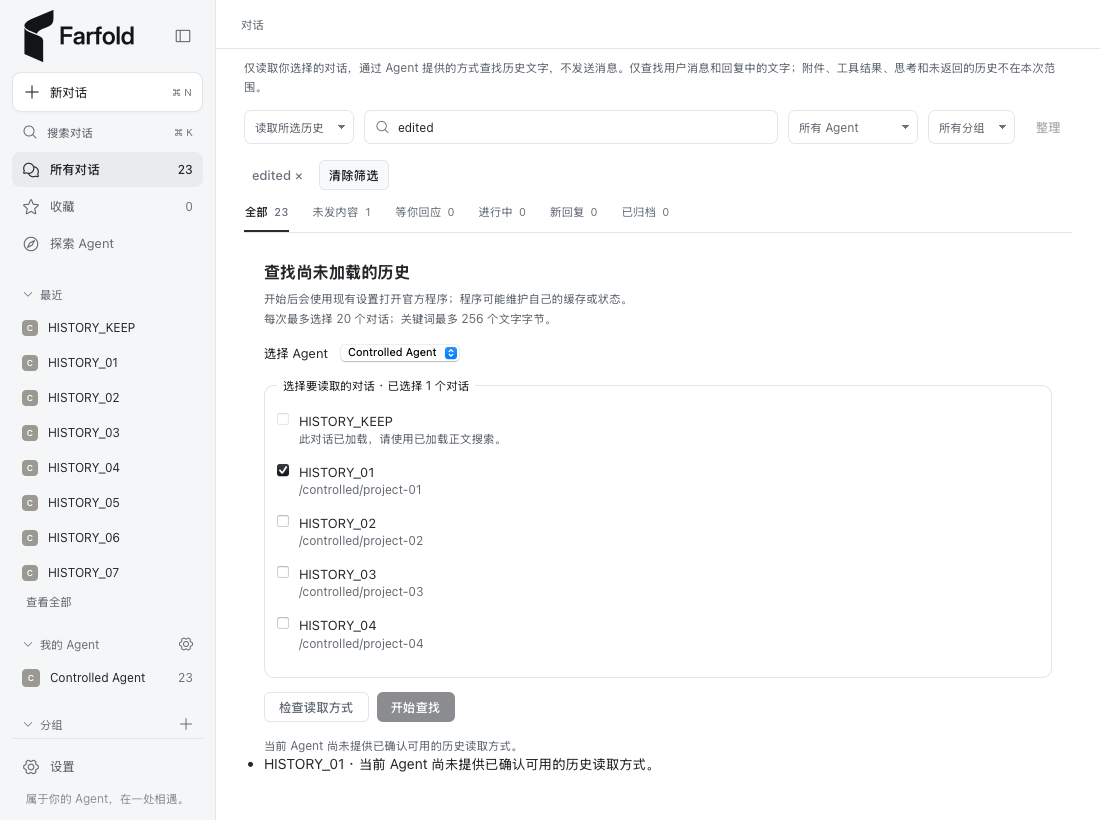 Farfold
新对话
⌘ N
搜索对话
⌘ K
所有对话
23
收藏
0
探索 Agent
最近
C HISTORY_KEEP
C HISTORY_01
C HISTORY_02
C HISTORY_03
C HISTORY_04
C HISTORY_05
C HISTORY_06
C HISTORY_07
查看全部
我的 Agent
C Controlled Agent 23
分组
设置
属于你的 Agent，在一处相遇。
对话
仅读取你选择的对话，通过 Agent 提供的方式查找历史文字，不发送消息。仅查找用户消息和回复中的文字；附件、工具结果、思考和未返回的历史不在本次范
围。
读取所选历史
edited
所有 Agent
所有分组
整理
edited ×
清除筛选
全部 23
未发内容 1
等你回应 0
进行中 0
新回复 0
已归档 0
查找尚未加载的历史
开始后会使用现有设置打开官方程序；程序可能维护自己的缓存或状态。
每次最多选择 20 个对话；关键词最多 256 个文字字节。
选择 Agent
Controlled Agent
选择要读取的对话 · 已选择 1 个对话
HISTORY_KEEP
此对话已加载，请使用已加载正文搜索。
HISTORY_01
/controlled/project-01
HISTORY_02
/controlled/project-02
HISTORY_03
/controlled/project-03
HISTORY_04
/controlled/project-04
检查读取方式
开始查找
当前 Agent 尚未提供已确认可用的历史读取方式。
• HISTORY_01 · 当前 Agent 尚未提供已确认可用的历史读取方式。